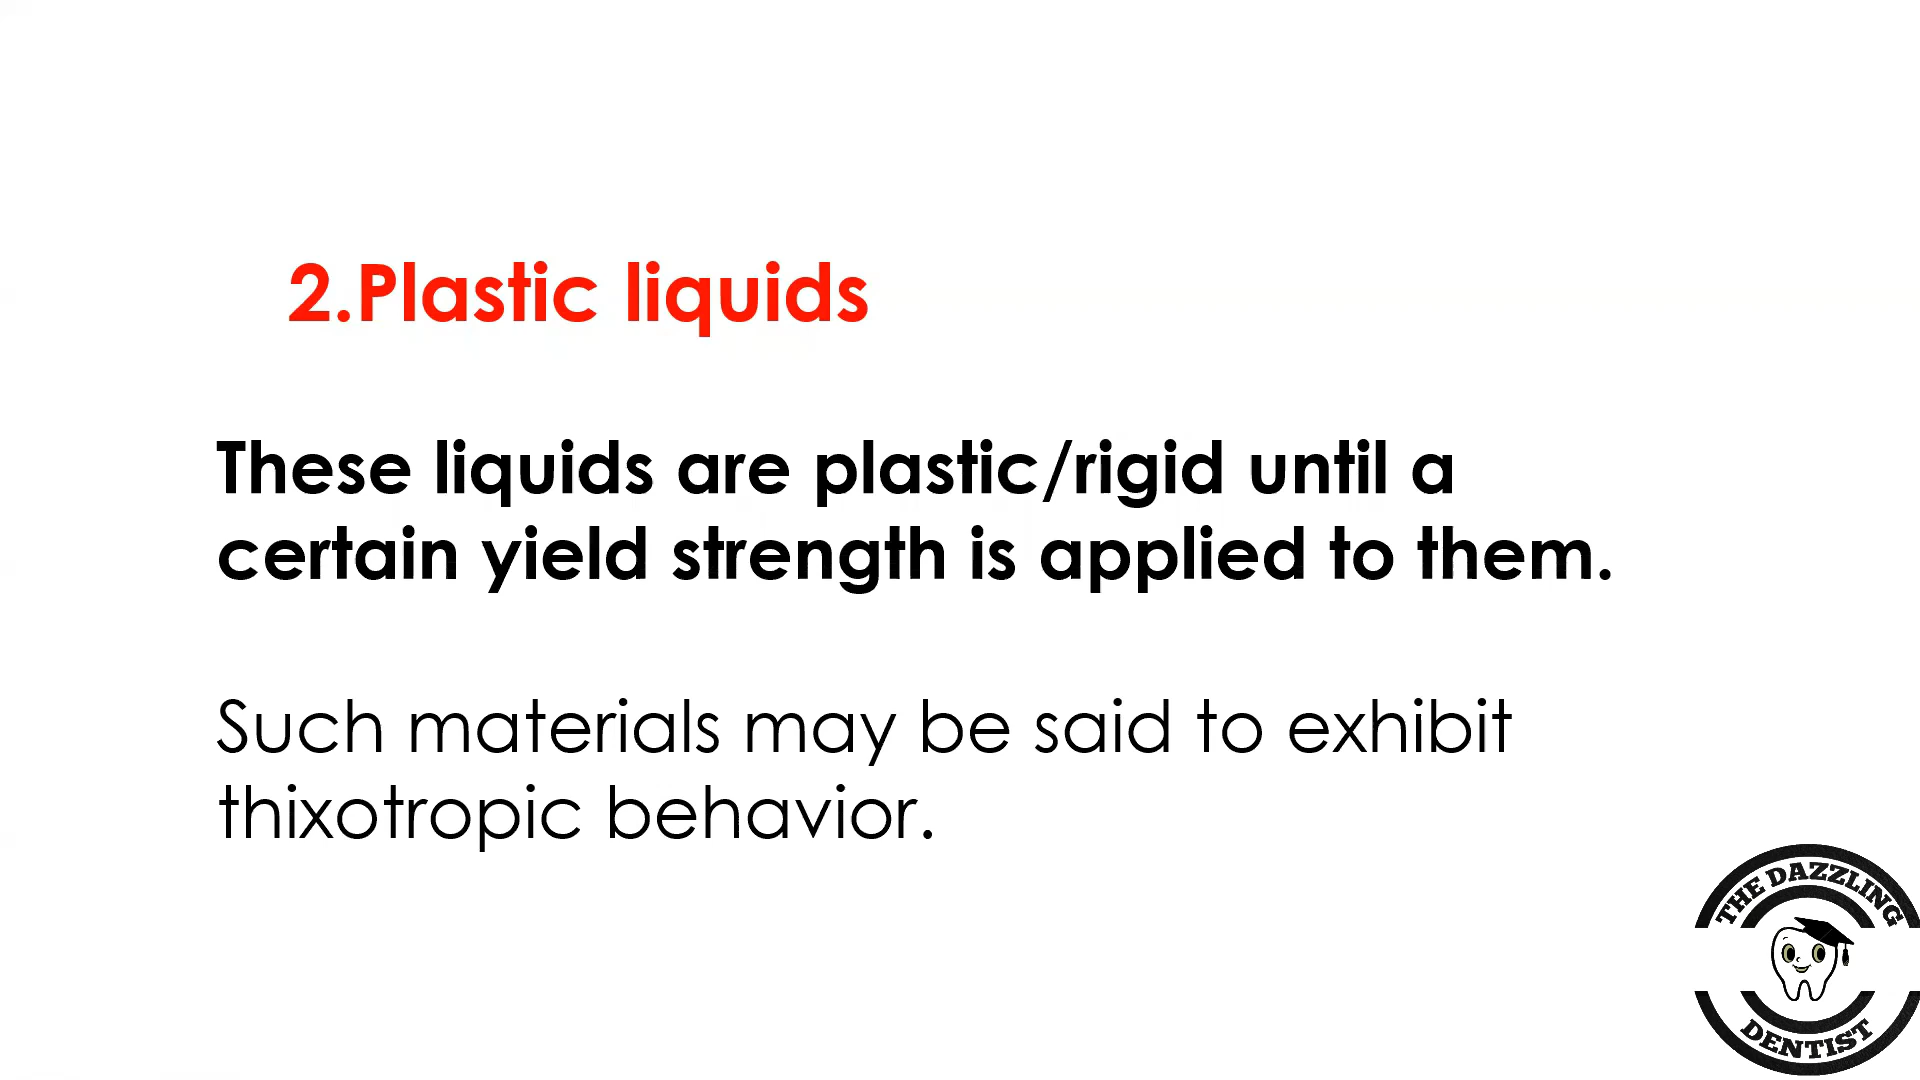 2.Plastic liquids
These liquids are plastic/rigid until a
certain yield strength is applied to them.
Such materials may be said to exhibit
thixotropic behavior.
THE DAZZLING
DENTIST